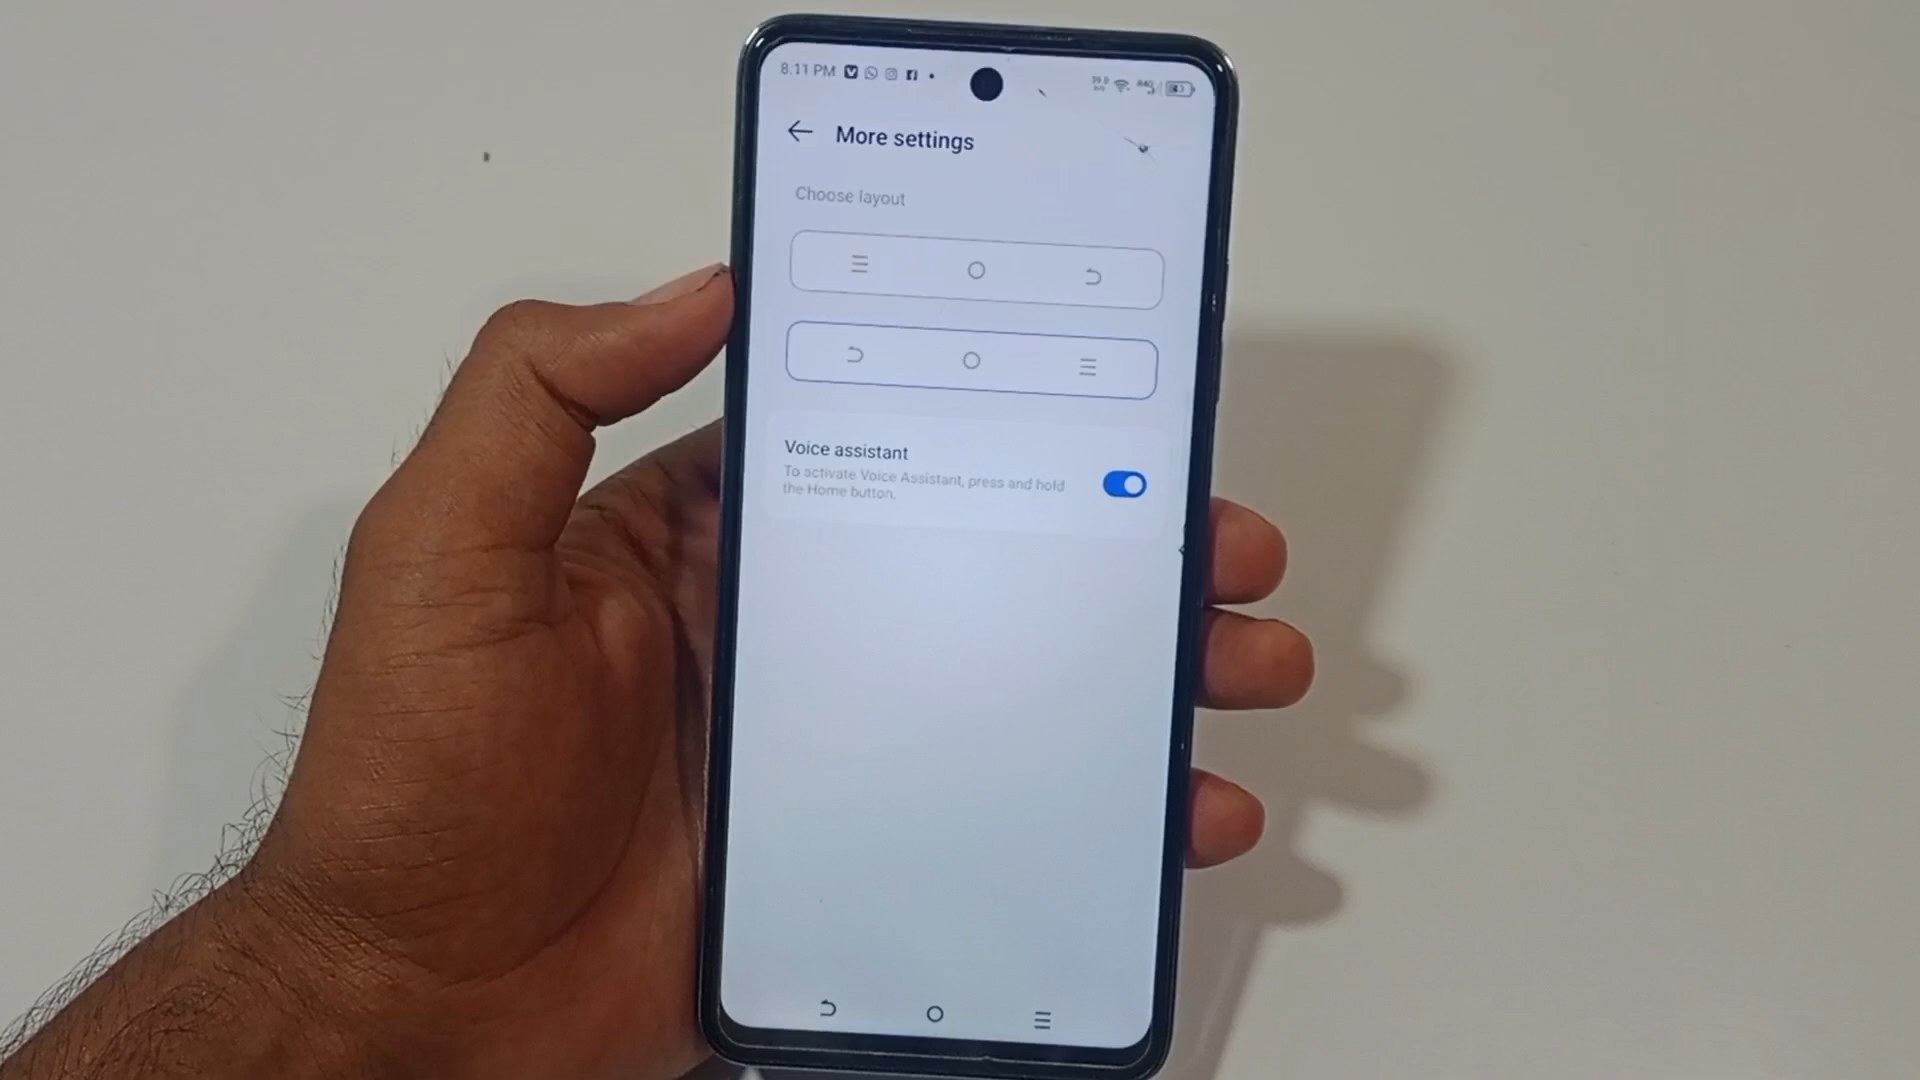 8:11 PM
More settings
Choose layout
Voice assistant
To activate Voice Assistant, press and hold
the Home button.